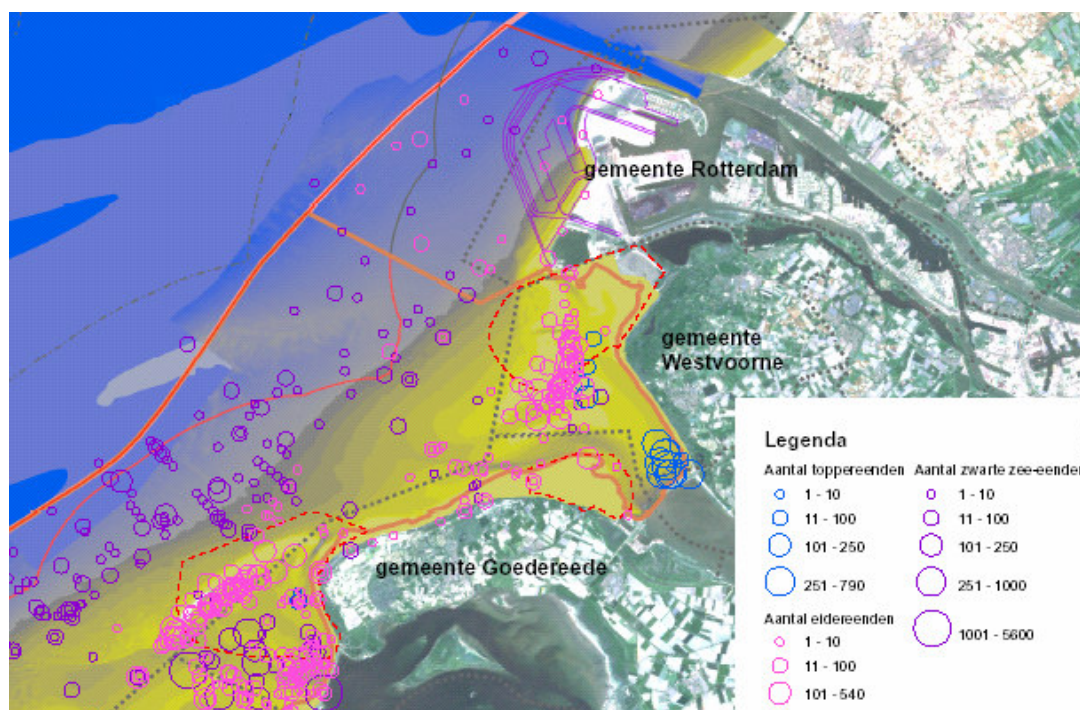 gemeente Rotterdam
gemeente
Westvoorne
gemeente Goedereede
Legenda
Aantal toppereenden
1 - 10
11 - 100
101 - 250
251 - 790
Aantal eidereenden
1 - 10
11 - 100
101 - 540
Aantal zwarte zee-eenden
1 - 10
11 - 100
101 - 250
251 - 1000
1001 - 5600